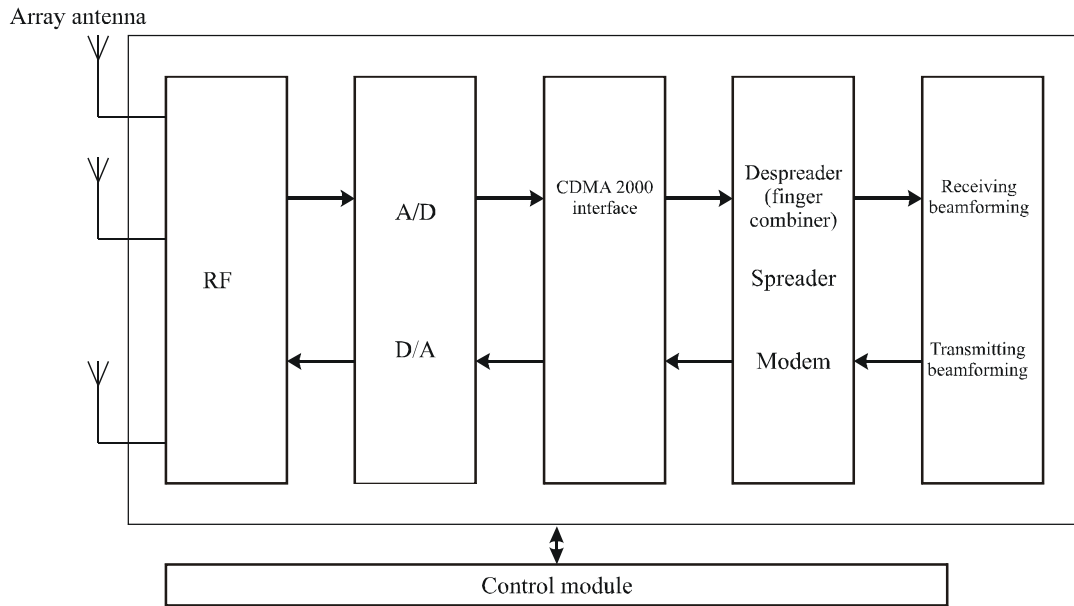 Array antenna
RF
A/D
D/A
CDMA 2000
interface
Despreader
(finger
combiner)
Spreader
Modem
Receiving
beamforming
Transmitting
beamforming
Control module